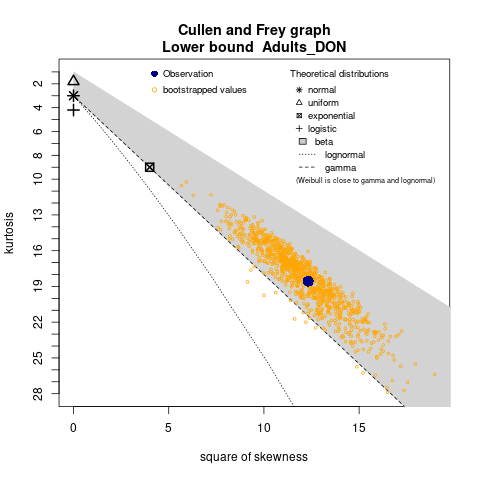 Cullen and Frey graph
Lower bound  Adults_DON
Observation
bootstrapped values
Theoretical distributions
normal
uniform
exponential
logistic
beta
lognormal
gamma
(Weibull is close to gamma and lognormal)
kurtosis
2
4
6
8
10
13
16
19
22
25
28
0
5
10
15
square of skewness